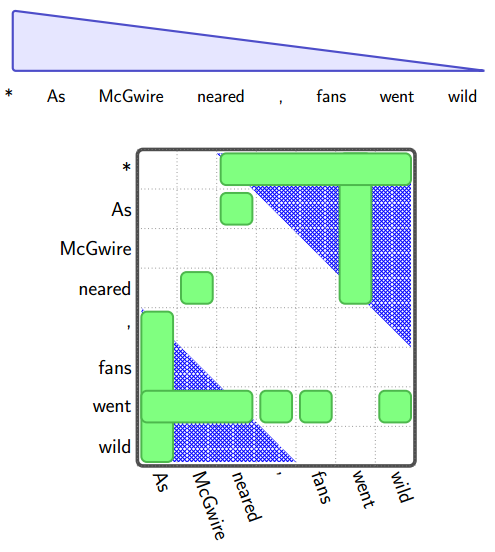 * As McGwire neared , fans went wild
*
As
McGwire
neared
,
fans
went
wild
As McGwire neared , fans went wild